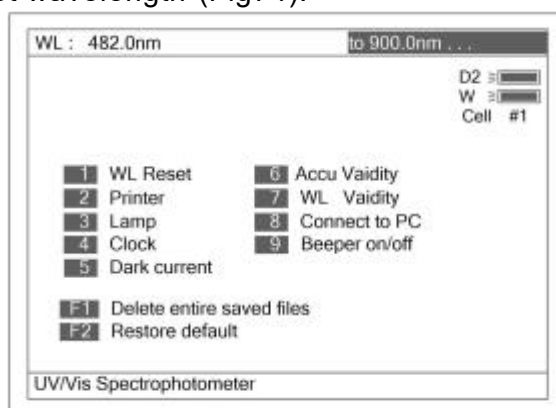 WL : 482.0nm to 900.0nm . . .
D2
W
Cell #1
1 WL Reset 6 Accu Vaidity
2 Printer 7 WL Vaidity
3 Lamp 8 Connect to PC
4 Clock 9 Beeper on/off
5 Dark current
F1 Delete entire saved files
F2 Restore default
UV/Vis Spectrophotometer